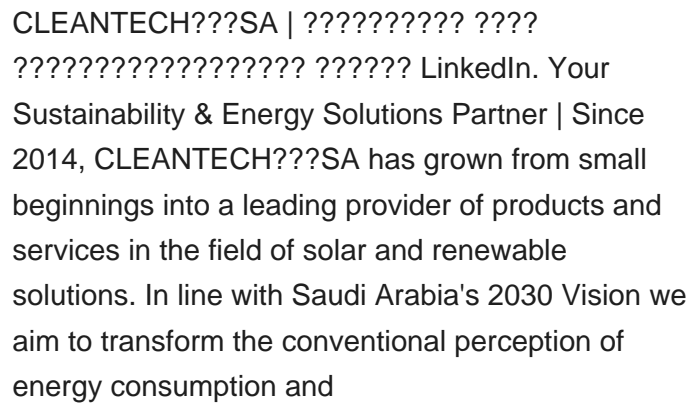 CLEANTECH???SA | ?????????? ????
?????????????????? ?????? LinkedIn. Your
Sustainability & Energy Solutions Partner | Since
2014, CLEANTECH???SA has grown from small
beginnings into a leading provider of products and
services in the field of solar and renewable
solutions. In line with Saudi Arabia's 2030 Vision we
aim to transform the conventional perception of
energy consumption and